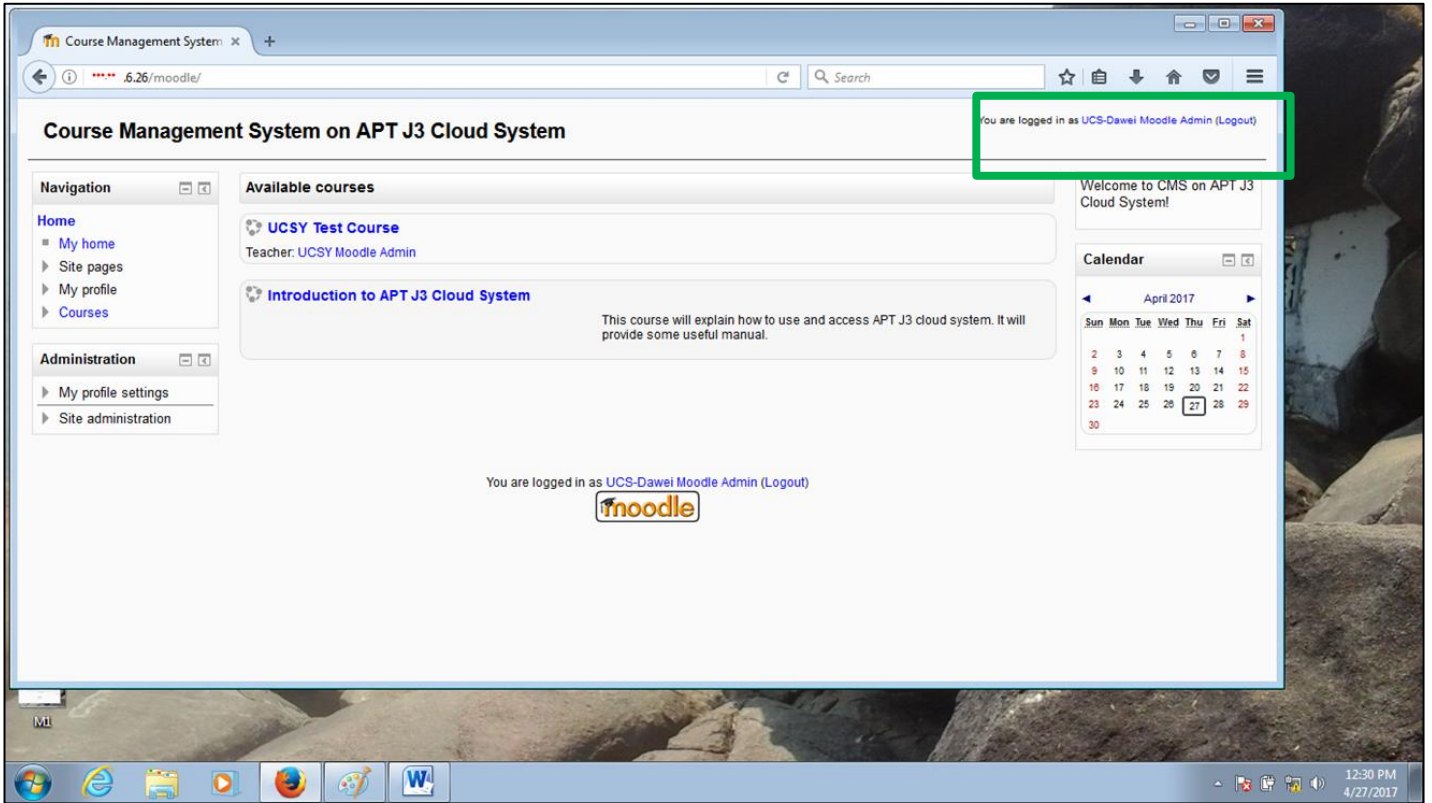 Course Management System
.6.26/moodle/
Search
Course Management System on APT J3 Cloud System
You are logged in as UCS-Dawei Moodle Admin (Logout)
Navigation
Home
My home
Site pages
My profile
Courses
Administration
My profile settings
Site administration
Available courses
UCSY Test Course
Teacher: UCSY Moodle Admin
Introduction to APT J3 Cloud System
This course will explain how to use and access APT J3 cloud system. It will
provide some useful manual.
Welcome to CMS on APT J3
Cloud System!
Calendar
April 2017
Sun Mon Tue Wed Thu Fri Sat
1
2 3 4 5 6 7 8
9 10 11 12 13 14 15
16 17 18 19 20 21 22
23 24 25 26 27 28 29
30
You are logged in as UCS-Dawei Moodle Admin (Logout)
moodle
M1
12:30 PM
4/27/2017